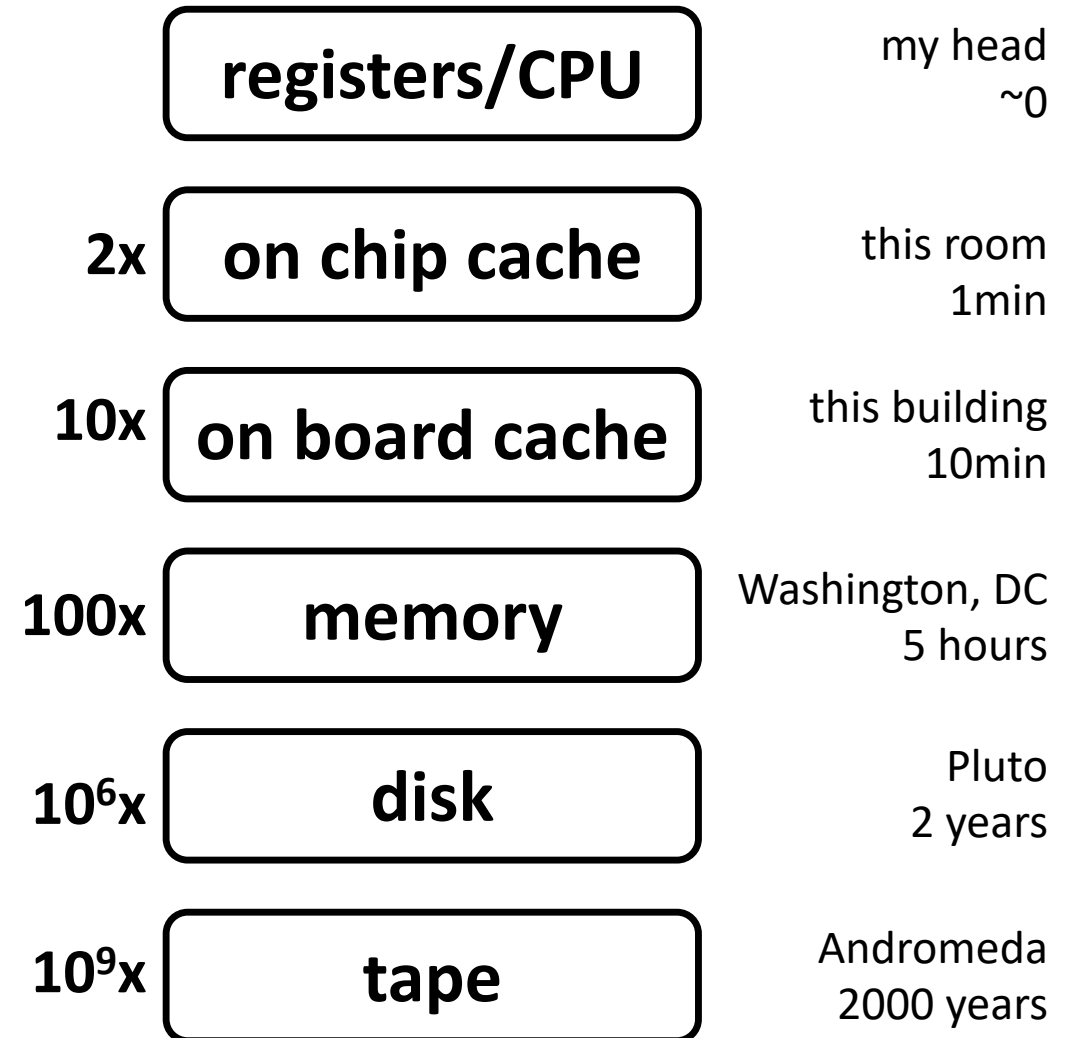 registers/CPU
my head
~0
2x
on chip cache
this room
1min
10x
on board cache
this building
10min
100x
memory
Washington, DC
5 hours
10⁶x
disk
Pluto
2 years
10⁹x
tape
Andromeda
2000 years